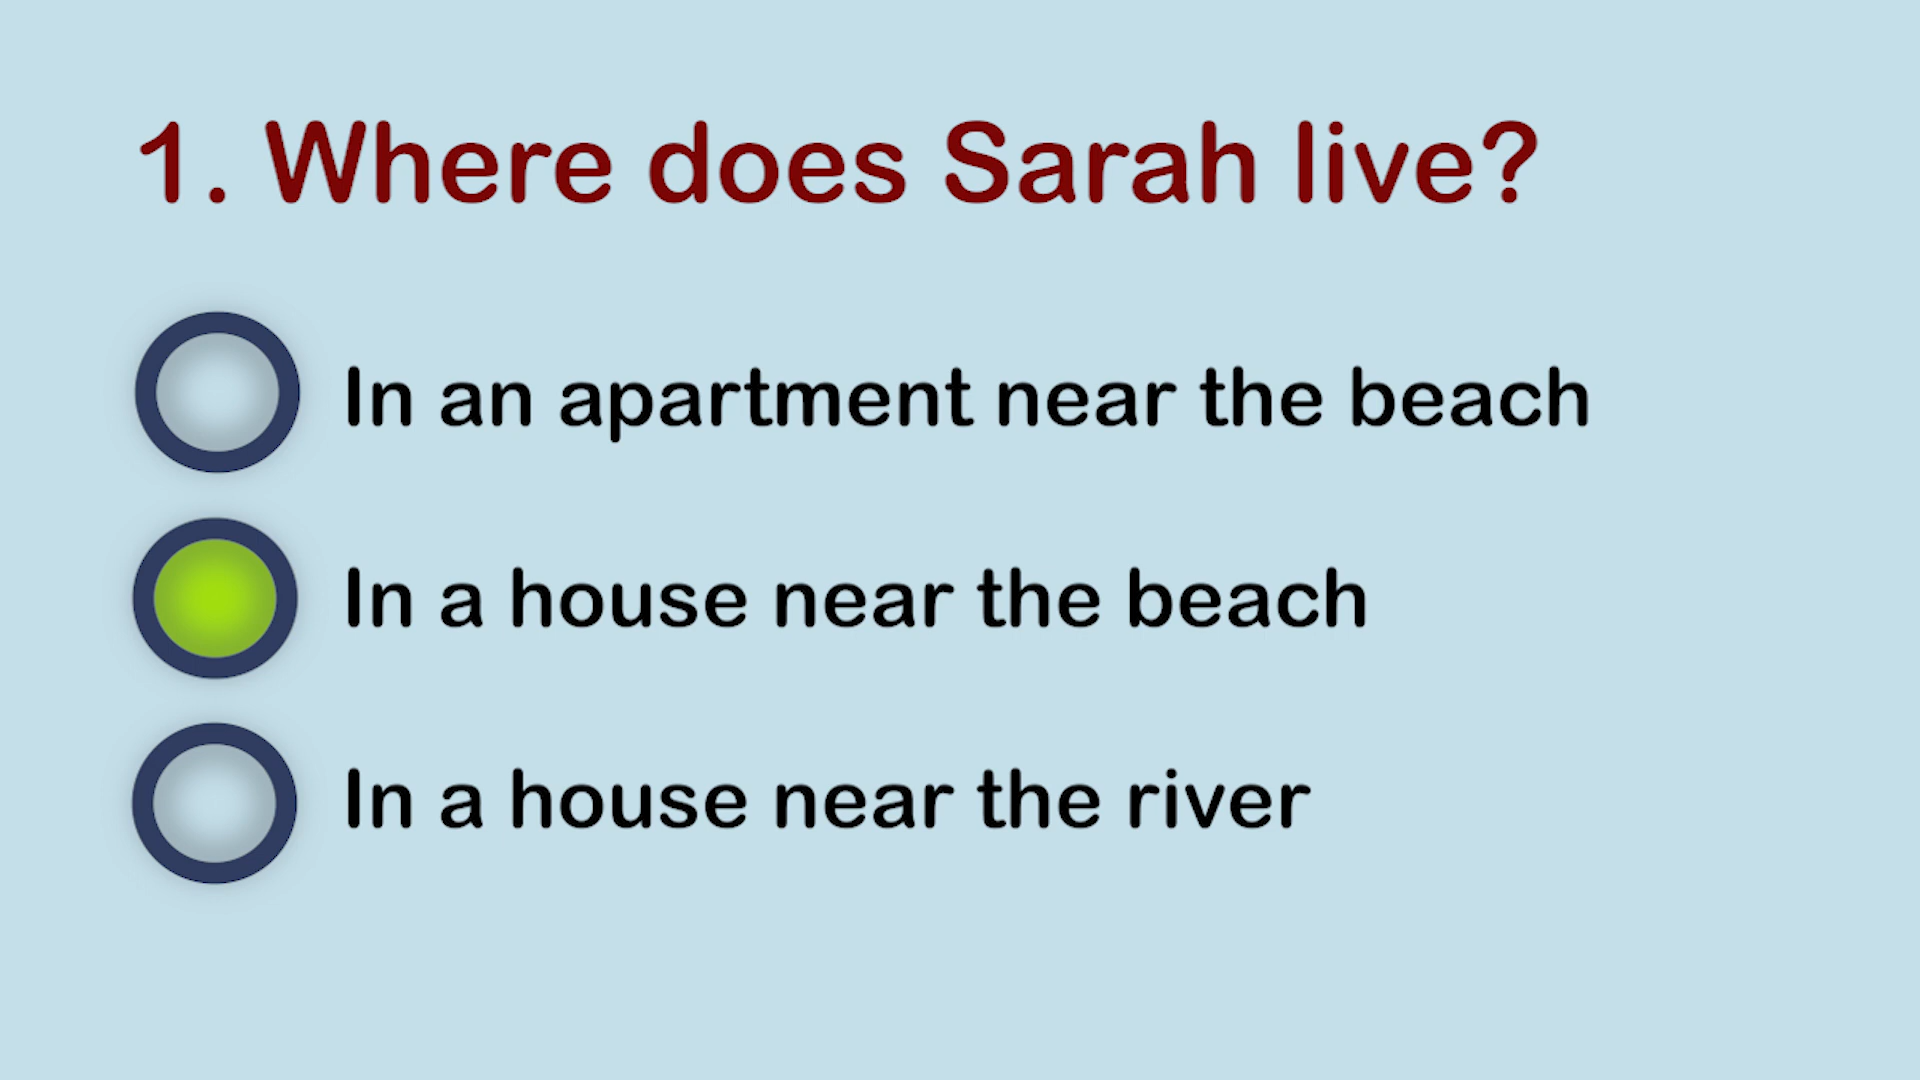 1. Where does Sarah live?
In an apartment near the beach
In a house near the beach
In a house near the river